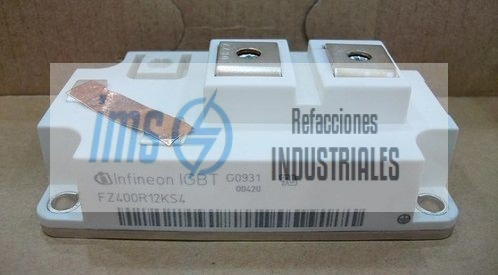 IMS
Refacciones
INDUSTRIALES
Infineon IGBT G0931
00420
FZ400R12KS4